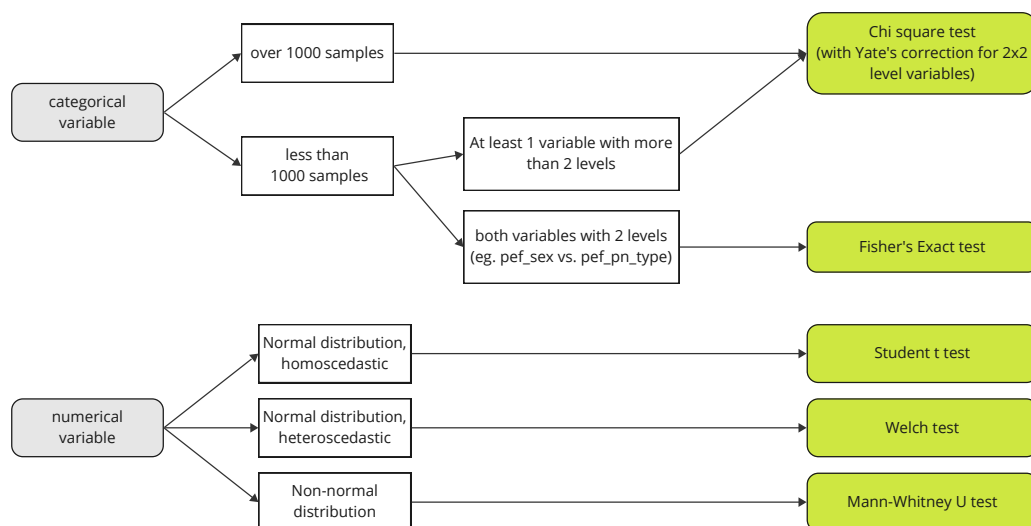 over 1000 samples
Chi square test
(with Yate's correction for 2x2
level variables)
categorical
variable
less than
1000 samples
At least 1 variable with more
than 2 levels
both variables with 2 levels
(eg. pef_sex vs. pef_pn_type)
Fisher's Exact test
Normal distribution,
homoscedastic
Student t test
numerical
variable
Normal distribution,
heteroscedastic
Welch test
Non-normal
distribution
Mann-Whitney U test